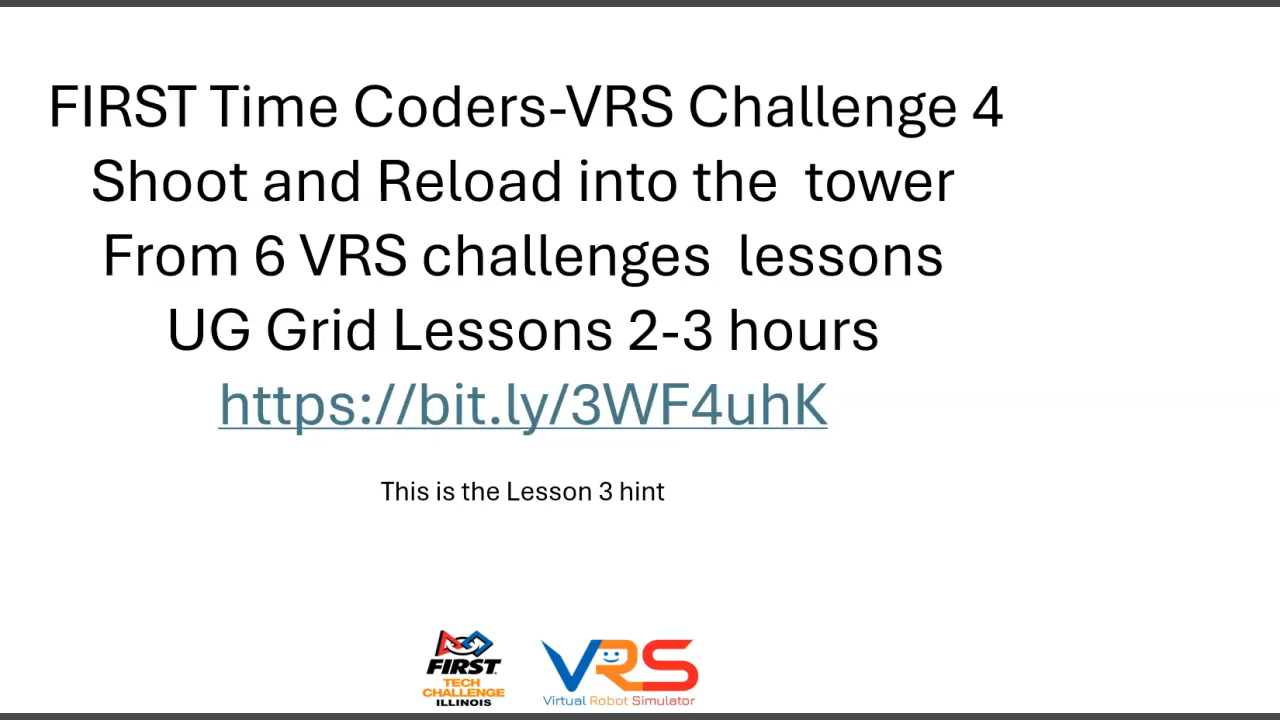 FIRST Time Coders-VRS Challenge 4
Shoot and Reload into the tower
From 6 VRS challenges lessons
UG Grid Lessons 2-3 hours
https://bit.ly/3WF4uhK
This is the Lesson 3 hint
FIRST
TECH
CHALLENGE
ILLINOIS
VRS
Virtual Robot Simulator